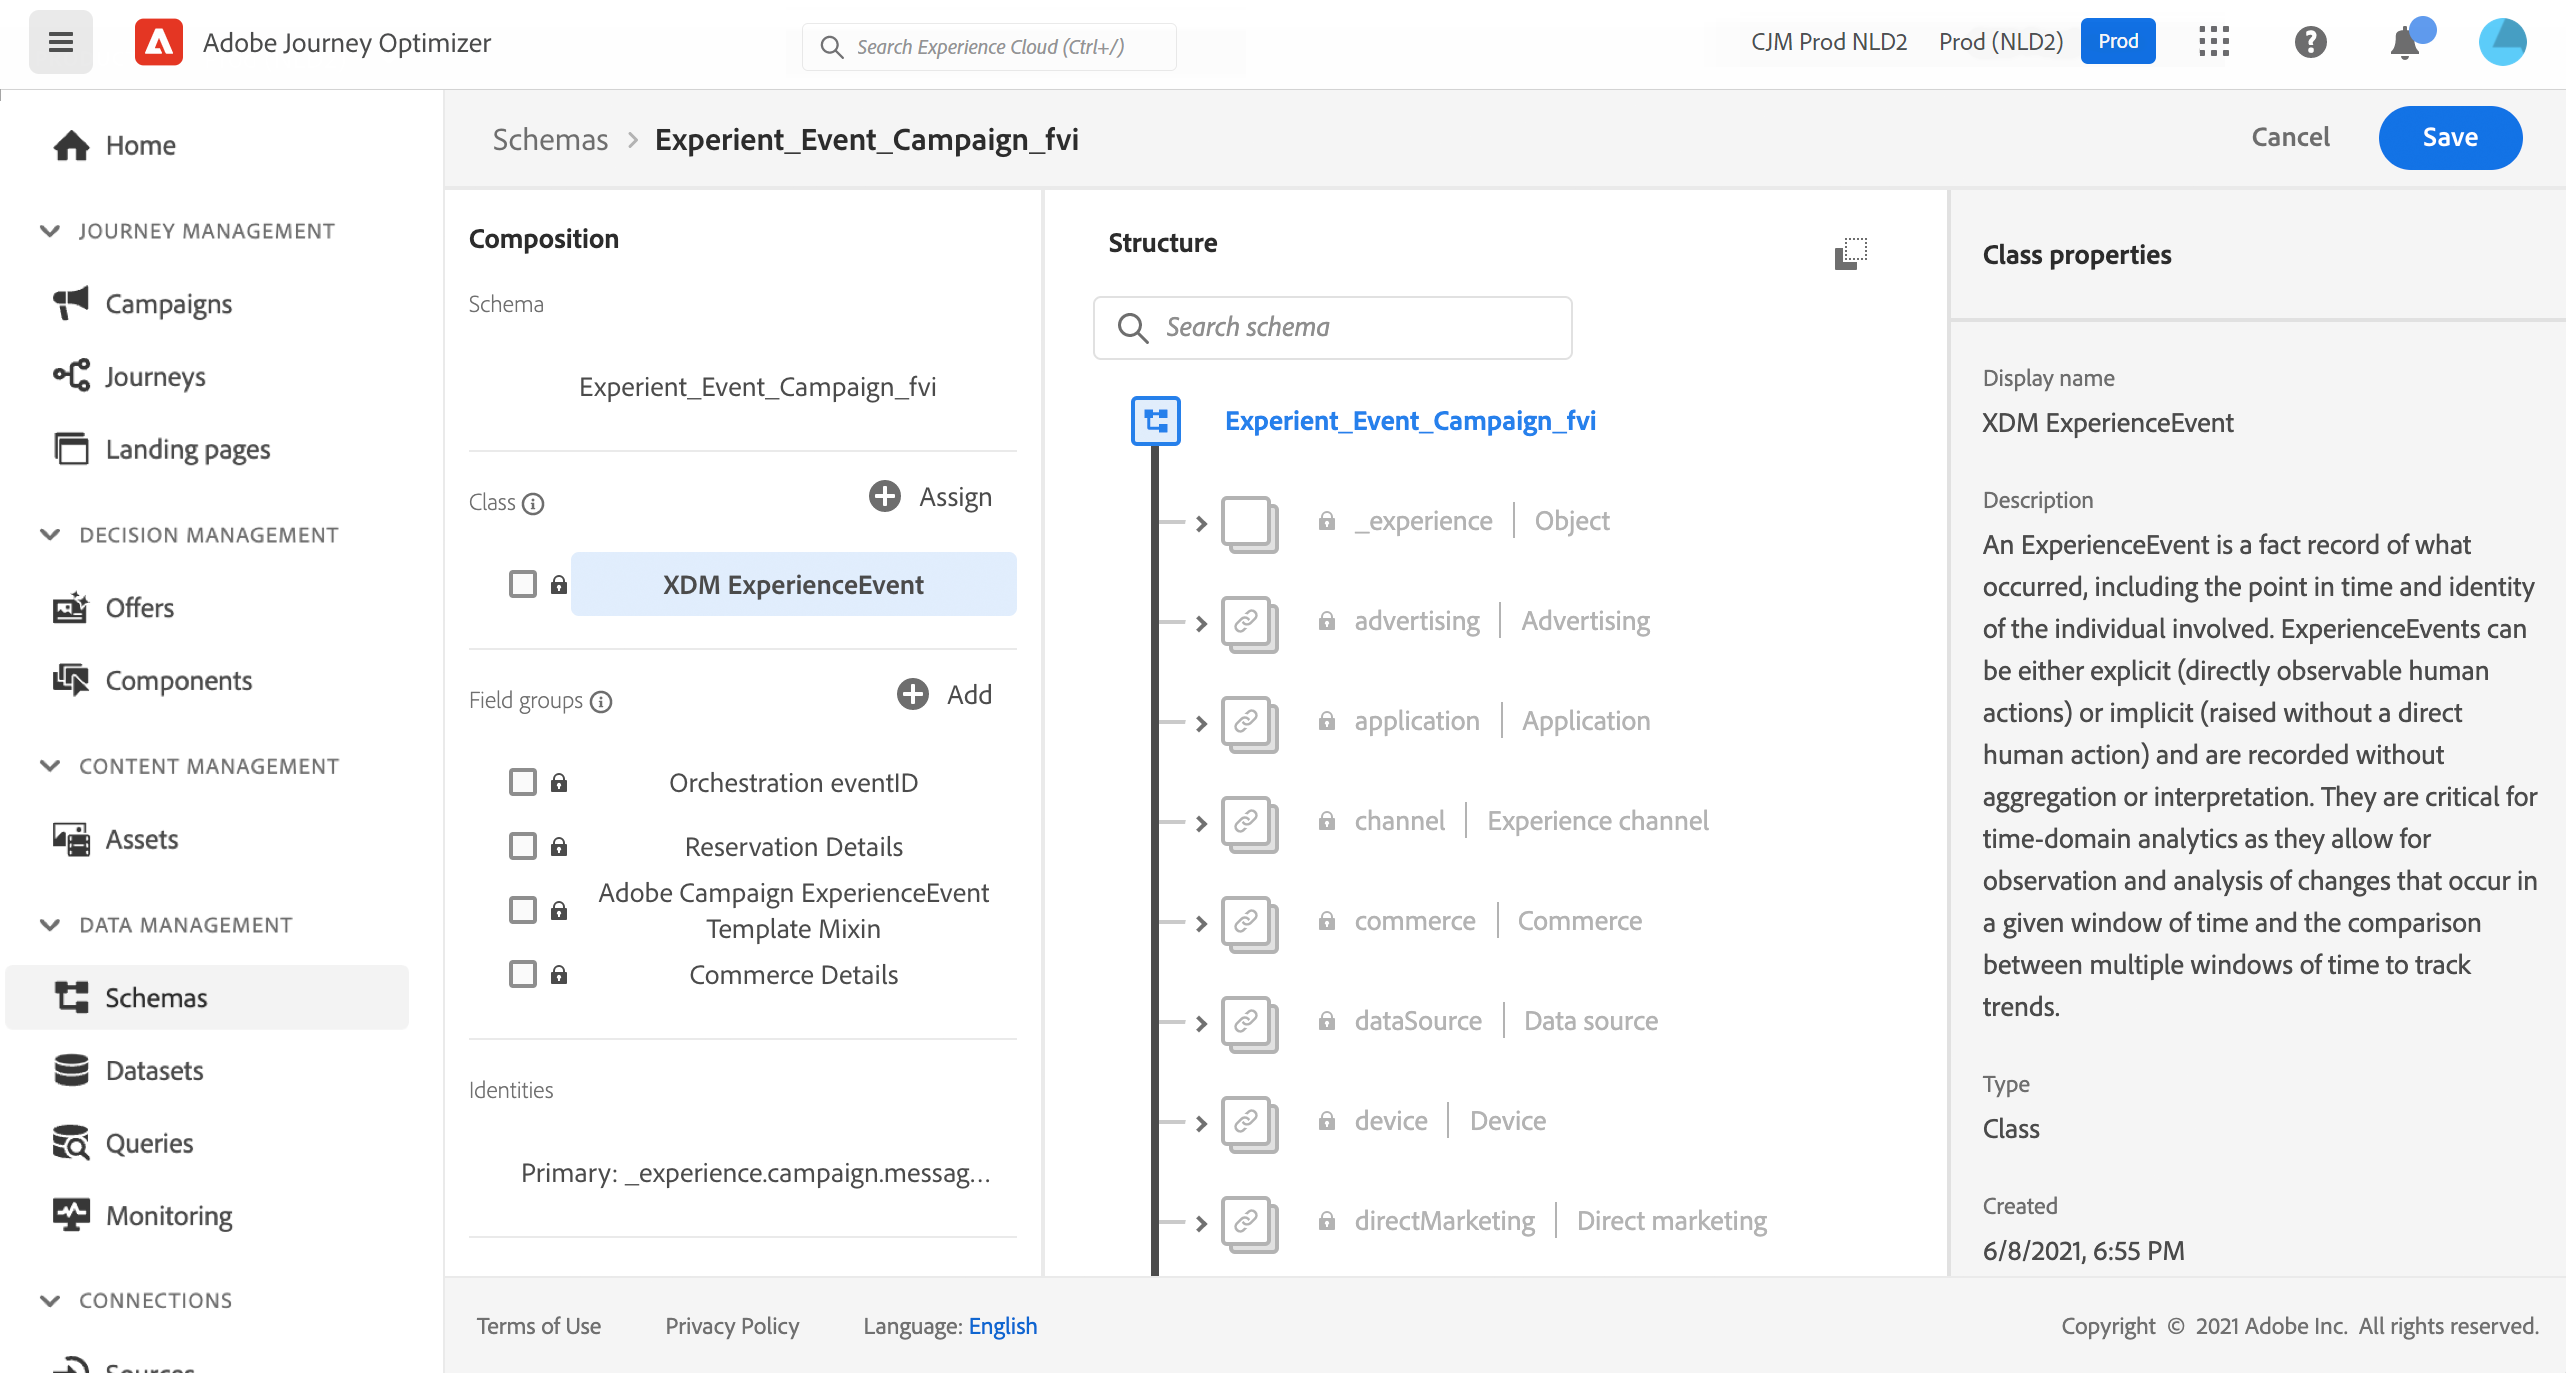 Adobe Journey Optimizer
Search Experience Cloud (Ctrl+/)
CJM Prod NLD2
Prod (NLD2)
Prod
Home
JOURNEY MANAGEMENT
Campaigns
Journeys
Landing pages
DECISION MANAGEMENT
Offers
Components
CONTENT MANAGEMENT
Assets
DATA MANAGEMENT
Schemas
Datasets
Queries
Monitoring
CONNECTIONS
Sources
Schemas > Experient_Event_Campaign_fvi
Cancel
Save
Composition
Schema
Experient_Event_Campaign_fvi
Class
Assign
XDM ExperienceEvent
Field groups
Add
Orchestration eventID
Reservation Details
Adobe Campaign ExperienceEvent
Template Mixin
Commerce Details
Identities
Primary: _experience.campaign.messag...
Structure
Search schema
Experient_Event_Campaign_fvi
_experience | Object
advertising | Advertising
application | Application
channel | Experience channel
commerce | Commerce
dataSource | Data source
device | Device
directMarketing | Direct marketing
Class properties
Display name
XDM ExperienceEvent
Description
An ExperienceEvent is a fact record of what
occurred, including the point in time and identity
of the individual involved. ExperienceEvents can
be either explicit (directly observable human
actions) or implicit (raised without a direct
human action) and are recorded without
aggregation or interpretation. They are critical for
time-domain analytics as they allow for
observation and analysis of changes that occur in
a given window of time and the comparison
between multiple windows of time to track
trends.
Type
Class
Created
6/8/2021, 6:55 PM
Terms of Use
Privacy Policy
Language: English
Copyright © 2021 Adobe Inc. All rights reserved.